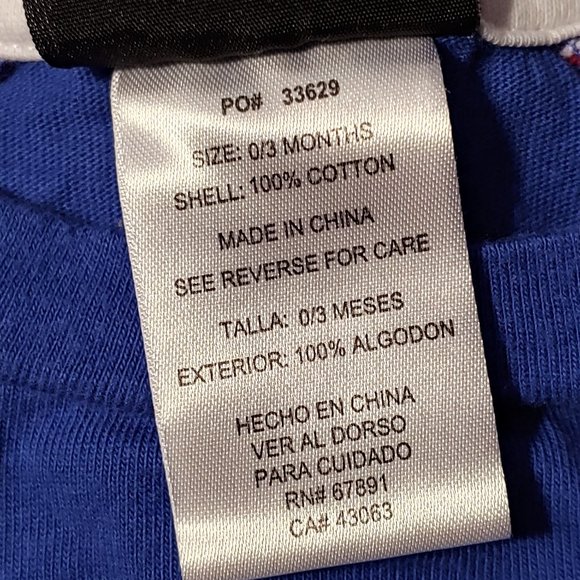 PO# 33629
SIZE: 0/3 MONTHS
SHELL: 100% COTTON
MADE IN CHINA
SEE REVERSE FOR CARE
TALLA: 0/3 MESES
EXTERIOR: 100% ALGODON
HECHO EN CHINA
VER AL DORSO
PARA CUIDADO
RN# 67891
CA# 43063